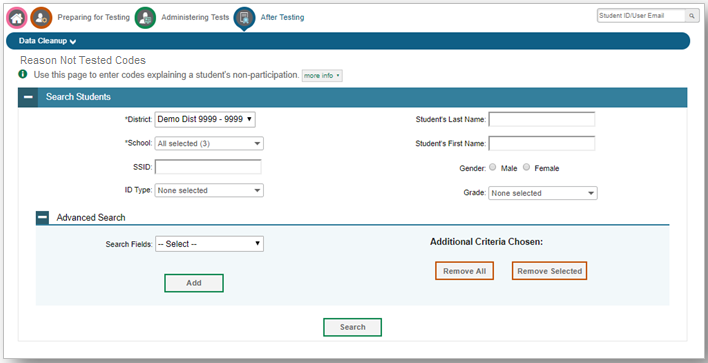 Preparing for Testing Administering Tests After Testing Student ID/User Email
Data Cleanup
Reason Not Tested Codes
Use this page to enter codes explaining a student's non-participation. more info
Search Students
*District: Demo Dist 9999 - 9999 Student's Last Name:
*School: All selected (3) Student's First Name:
SSID: Gender: Male Female
ID Type: None selected Grade: None selected
Advanced Search
Search Fields: -- Select -- Additional Criteria Chosen:
Add Remove All Remove Selected
Search